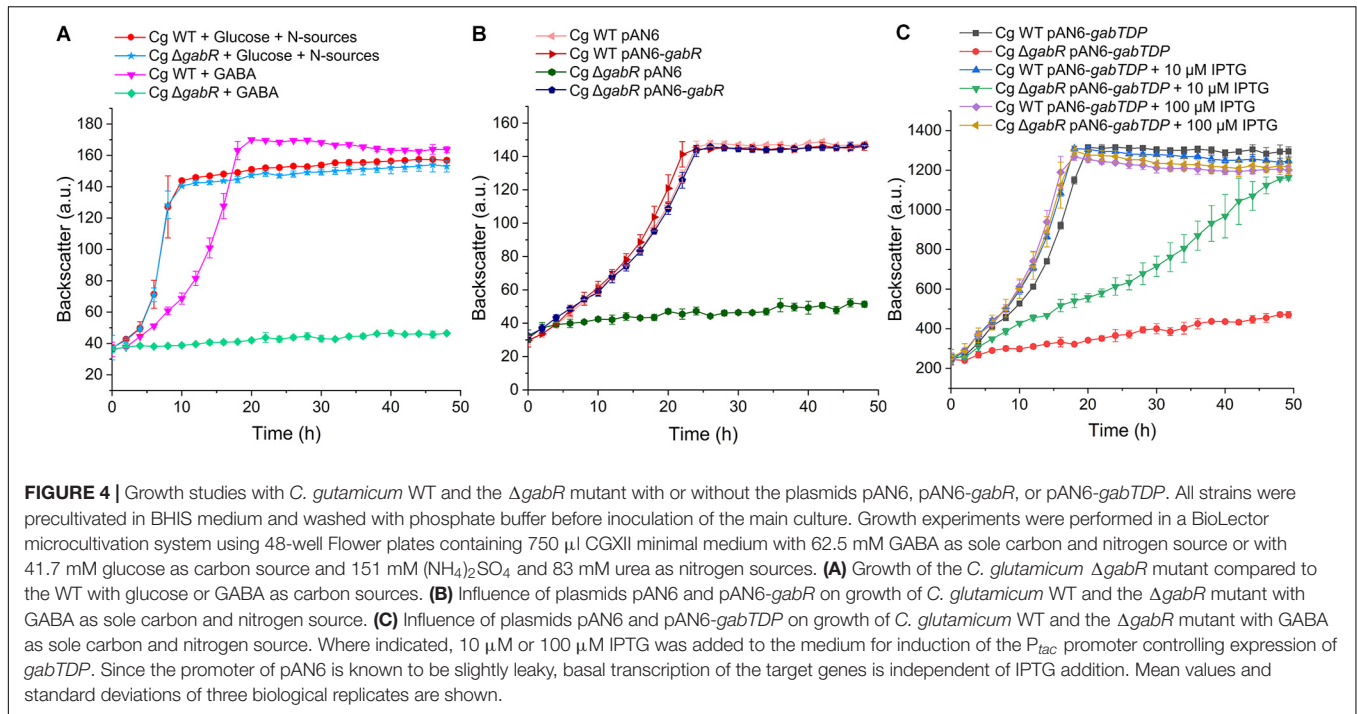 A
Cg WT + Glucose + N-sources
Cg ΔgabR + Glucose + N-sources
Cg WT + GABA
Cg ΔgabR + GABA
180
160
140
120
100
80
60
40
20
Backscatter (a.u.)
0 10 20 30 40 50
Time (h)
B
Cg WT pAN6
Cg WT pAN6-gabR
Cg ΔgabR pAN6
Cg ΔgabR pAN6-gabR
160
140
120
100
80
60
40
20
0
Backscatter (a.u.)
0 10 20 30 40 50
Time (h)
C
Cg WT pAN6-gabTDP
Cg ΔgabR pAN6-gabTDP
Cg WT pAN6-gabTDP + 10 µM IPTG
Cg ΔgabR pAN6-gabTDP + 10 µM IPTG
Cg WT pAN6-gabTDP + 100 µM IPTG
Cg ΔgabR pAN6-gabTDP + 100 µM IPTG
1400
1200
1000
800
600
400
200
Backscatter (a.u.)
0 10 20 30 40 50
Time (h)
FIGURE 4 | Growth studies with C. gutamicum WT and the ΔgabR mutant with or without the plasmids pAN6, pAN6-gabR, or pAN6-gabTDP. All strains were
precultivated in BHIS medium and washed with phosphate buffer before inoculation of the main culture. Growth experiments were performed in a BioLector
microcultivation system using 48-well Flower plates containing 750 µl CGXII minimal medium with 62.5 mM GABA as sole carbon and nitrogen source or with
41.7 mM glucose as carbon source and 151 mM (NH4)2SO4 and 83 mM urea as nitrogen sources. (A) Growth of the C. glutamicum ΔgabR mutant compared to
the WT with glucose or GABA as carbon sources. (B) Influence of plasmids pAN6 and pAN6-gabR on growth of C. glutamicum WT and the ΔgabR mutant with
GABA as sole carbon and nitrogen source. (C) Influence of plasmids pAN6 and pAN6-gabTDP on growth of C. glutamicum WT and the ΔgabR mutant with GABA
as sole carbon and nitrogen source. Where indicated, 10 µM or 100 µM IPTG was added to the medium for induction of the Ptac promoter controlling expression of
gabTDP. Since the promoter of pAN6 is known to be slightly leaky, basal transcription of the target genes is independent of IPTG addition. Mean values and
standard deviations of three biological replicates are shown.